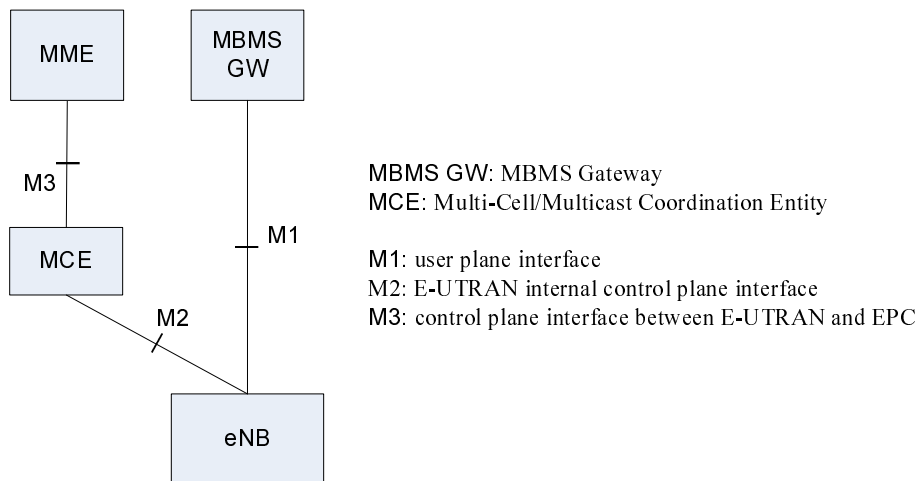 MME
MBMS
GW
M3
M1
MCE
M2
eNB
MBMS GW: MBMS Gateway
MCE: Multi-Cell/Multicast Coordination Entity
M1: user plane interface
M2: E-UTRAN internal control plane interface
M3: control plane interface between E-UTRAN and EPC